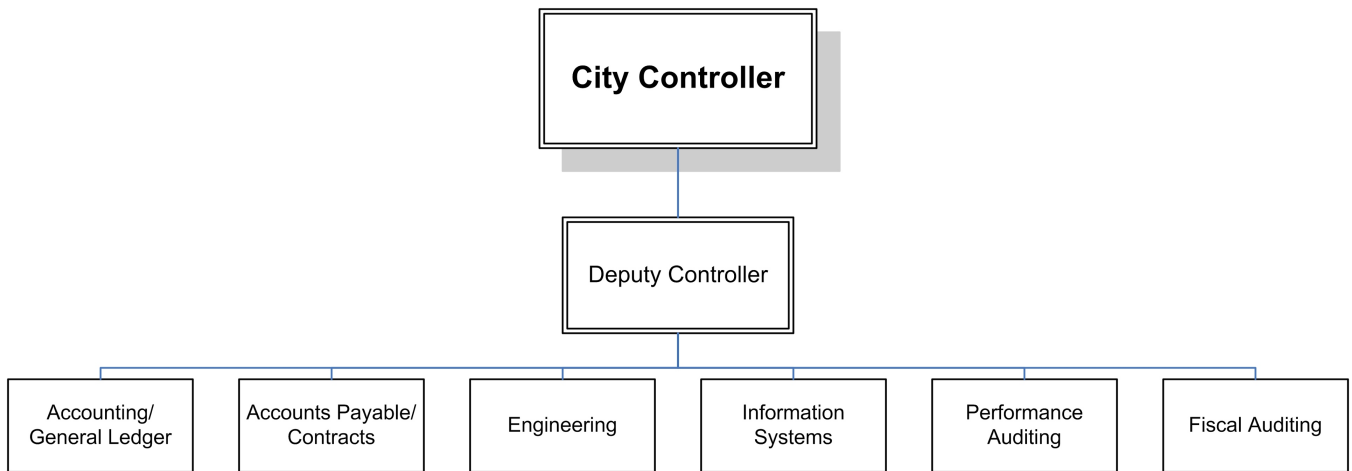 City Controller
Deputy Controller
Accounting/
General Ledger
Accounts Payable/
Contracts
Engineering
Information
Systems
Performance
Auditing
Fiscal Auditing